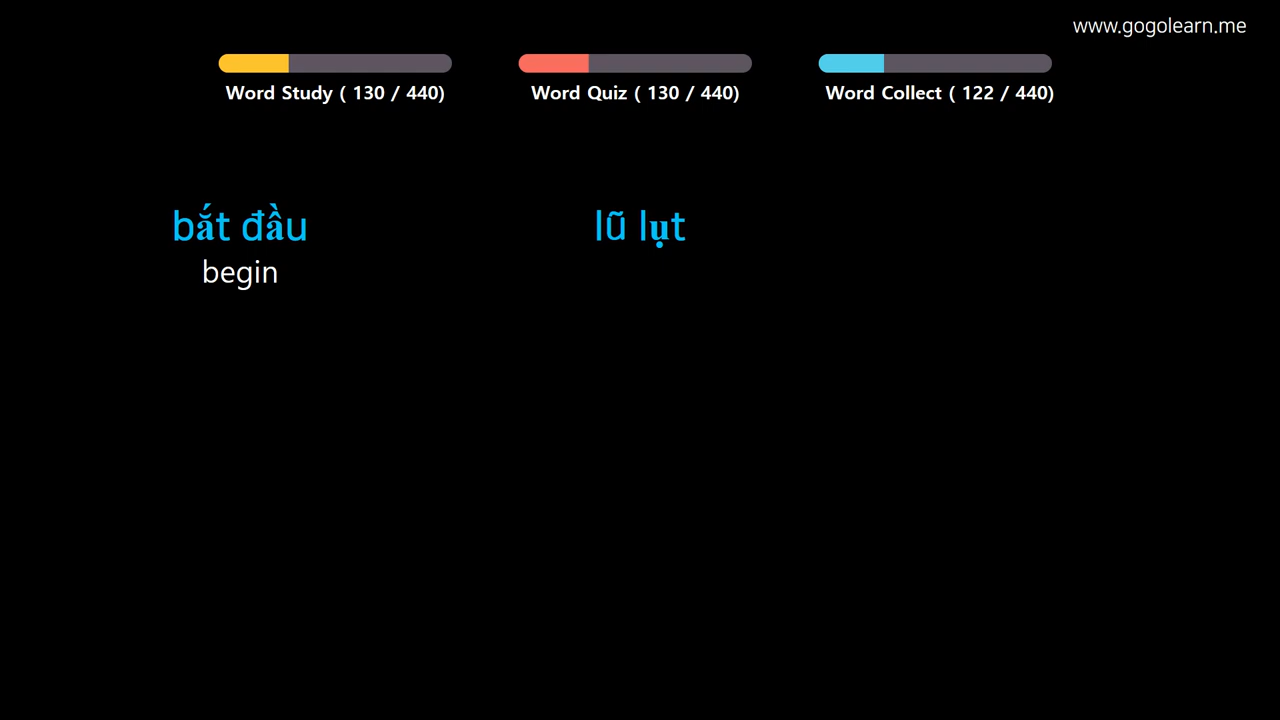 www.gogolearn.me
Word Study ( 130 / 440)
Word Quiz ( 130 / 440)
Word Collect ( 122 / 440)
bắt đầu
begin
lũ lụt